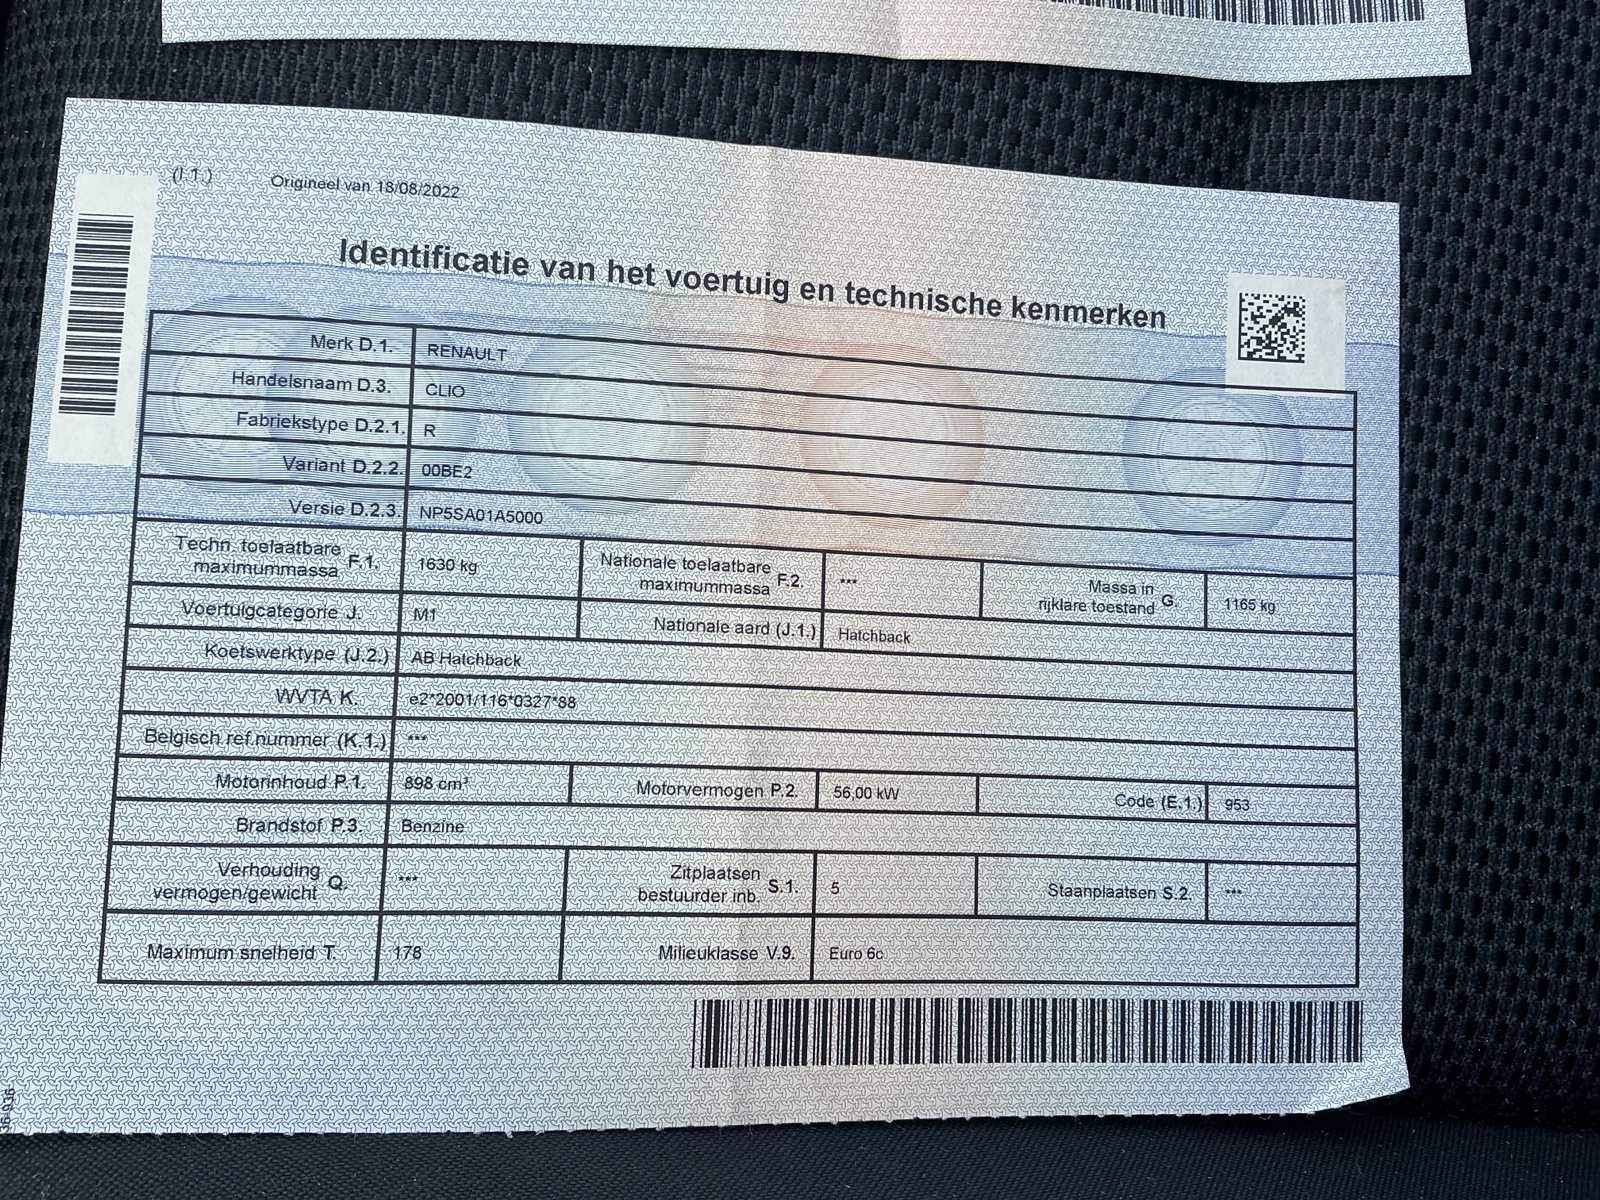 (I.1.) Origineel van 18/08/2022
Identificatie van het voertuig en technische kenmerken
Merk D.1. RENAULT
Handelsnaam D.3. CLIO
Fabriekstype D.2.1. R
Variant D.2.2. 00BE2
Versie D.2.3. NP5SA01A5000
Techn. toelaatbare maximummassa F.1. 1630 kg Nationale toelaatbare maximummassa F.2. *** Massa in rijklare toestand G. 1165 kg
Voertuigcategorie J. M1 Nationale aard (J.1.) Hatchback
Koetswerktype (J.2.) AB Hatchback
WVTA K. e2*2001/116*0327*88
Belgisch ref.nummer (K.1.) ***
Motorinhoud P.1. 898 cm³ Motorvermogen P.2. 56,00 kW Code (E.1.) 953
Brandstof P.3. Benzine
Verhouding vermogen/gewicht Q. *** Zitplaatsen bestuurder inb. S.1. 5 Staanplaatsen S.2. ***
Maximum snelheid T. 178 Milieuklasse V.9. Euro 6c